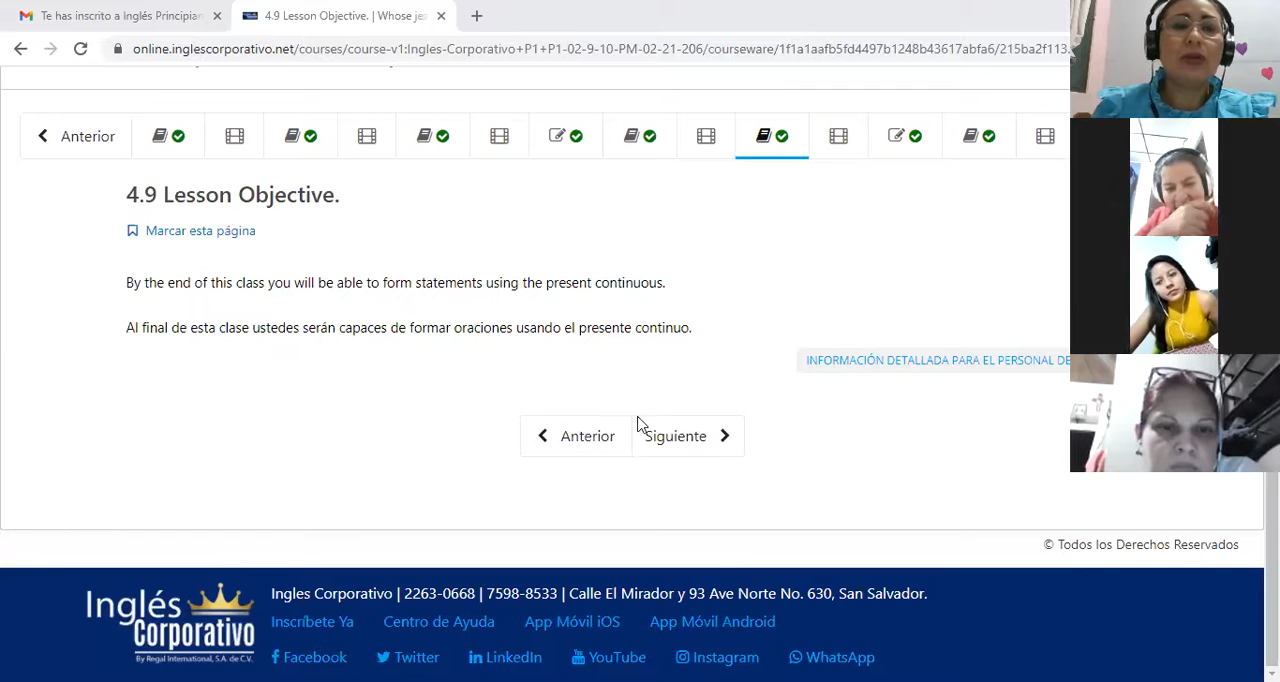 Te has inscrito a Inglés Principian
4.9 Lesson Objective. | Whose je
online.inglescorporativo.net/courses/course-v1:Ingles-Corporativo+P1+P1-02-9-10-PM-02-21-206/courseware/1f1a1aafb5fd4497b1248b43617abfa6/215ba2f113.
Anterior
4.9 Lesson Objective.
Marcar esta página
By the end of this class you will be able to form statements using the present continuous.
Al final de esta clase ustedes serán capaces de formar oraciones usando el presente continuo.
INFORMACIÓN DETALLADA PARA EL PERSONAL DE
Anterior Siguiente
© Todos los Derechos Reservados
Inglés Corporativo
By Regal International, S.A. de C.V.
Ingles Corporativo | 2263-0668 | 7598-8533 | Calle El Mirador y 93 Ave Norte No. 630, San Salvador.
Inscríbete Ya Centro de Ayuda App Móvil iOS App Móvil Android
Facebook Twitter LinkedIn YouTube Instagram WhatsApp